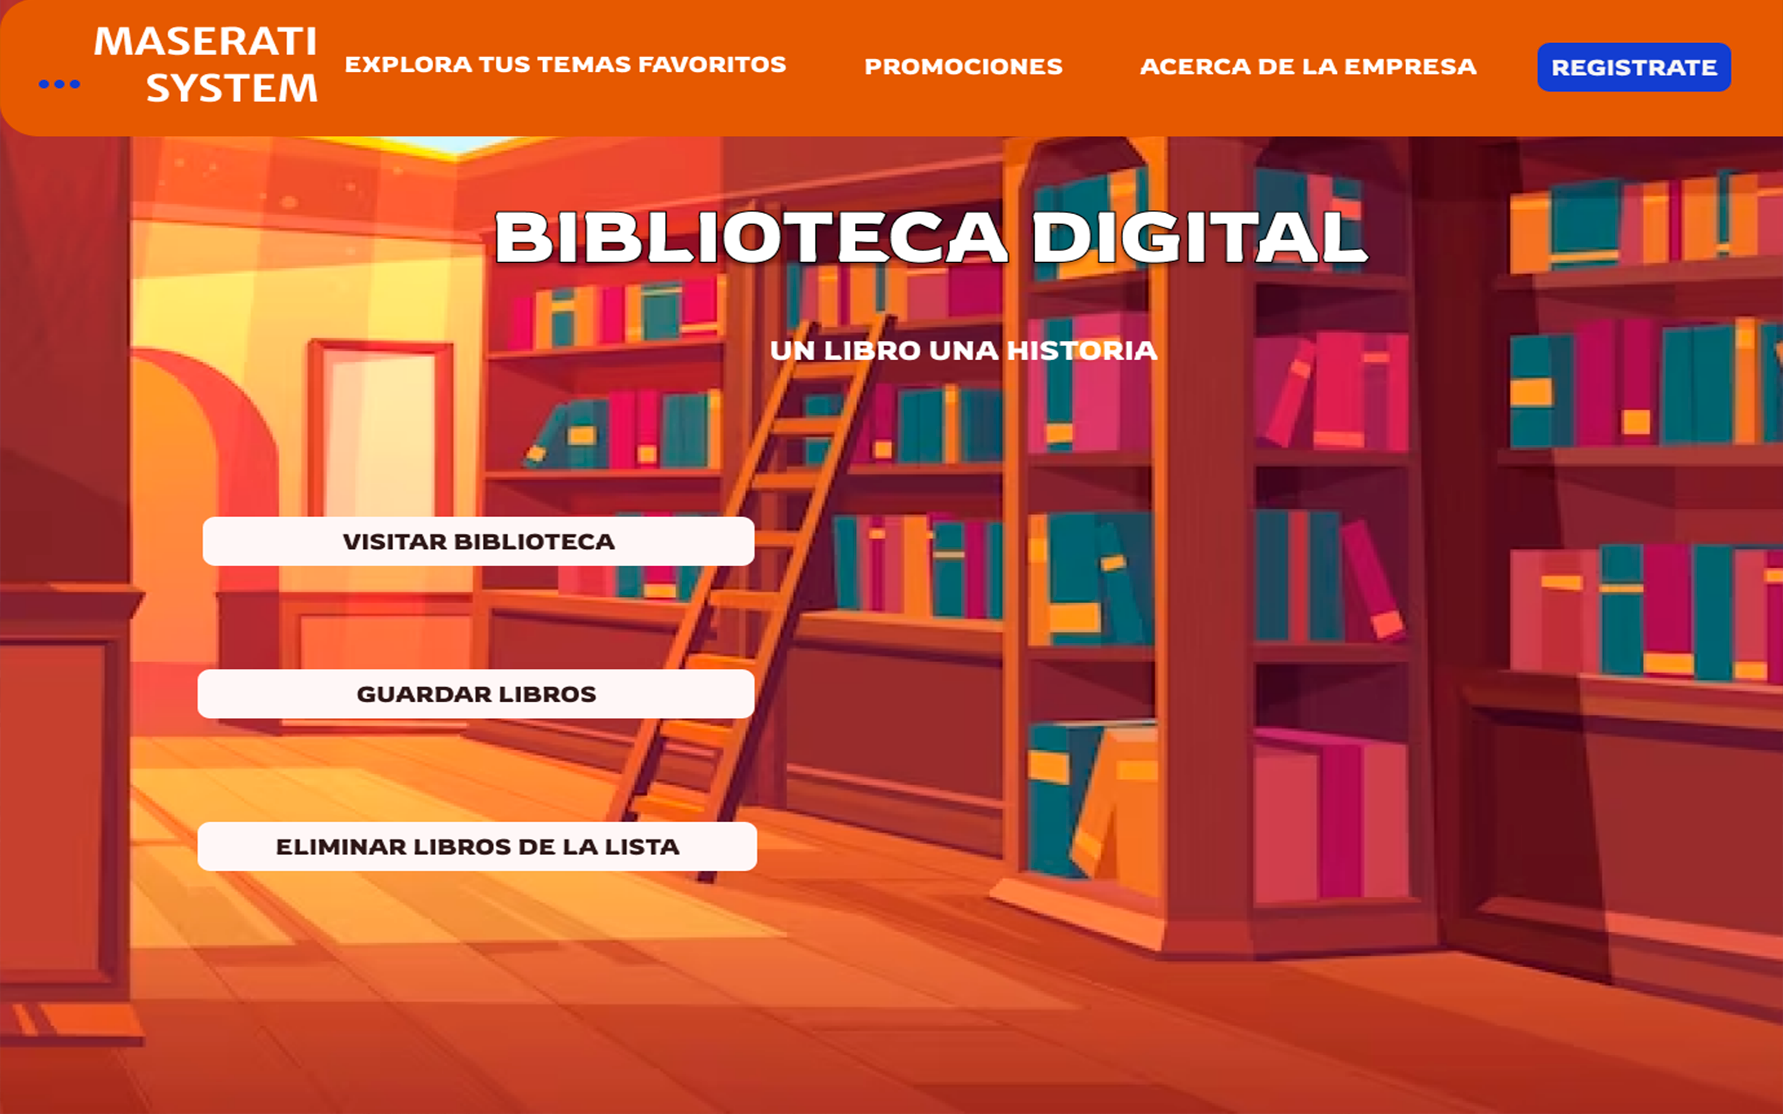 MASERATI
SYSTEM
EXPLORA TUS TEMAS FAVORITOS
PROMOCIONES
ACERCA DE LA EMPRESA
REGISTRATE
BIBLIOTECA DIGITAL
UN LIBRO UNA HISTORIA
VISITAR BIBLIOTECA
GUARDAR LIBROS
ELIMINAR LIBROS DE LA LISTA